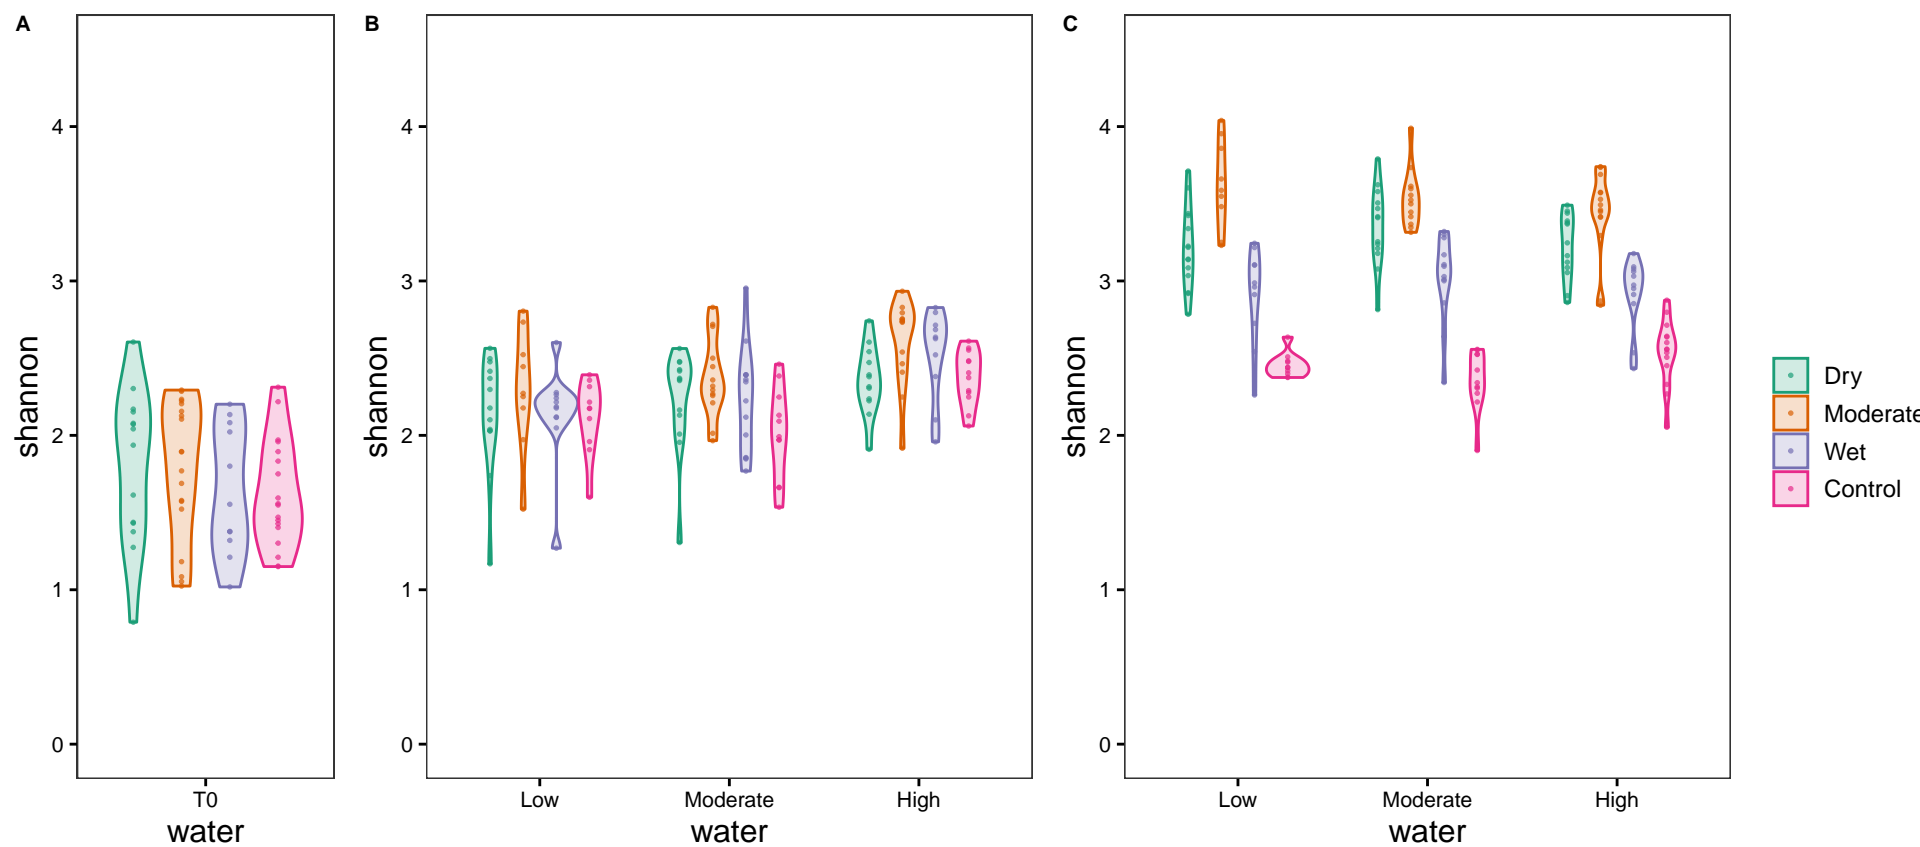 A
B
C
4
3
2
1
0
shannon
T0
water
4
3
2
1
0
shannon
Low
Moderate
High
water
4
3
2
1
0
shannon
Low
Moderate
High
water
Dry
Moderate
Wet
Control